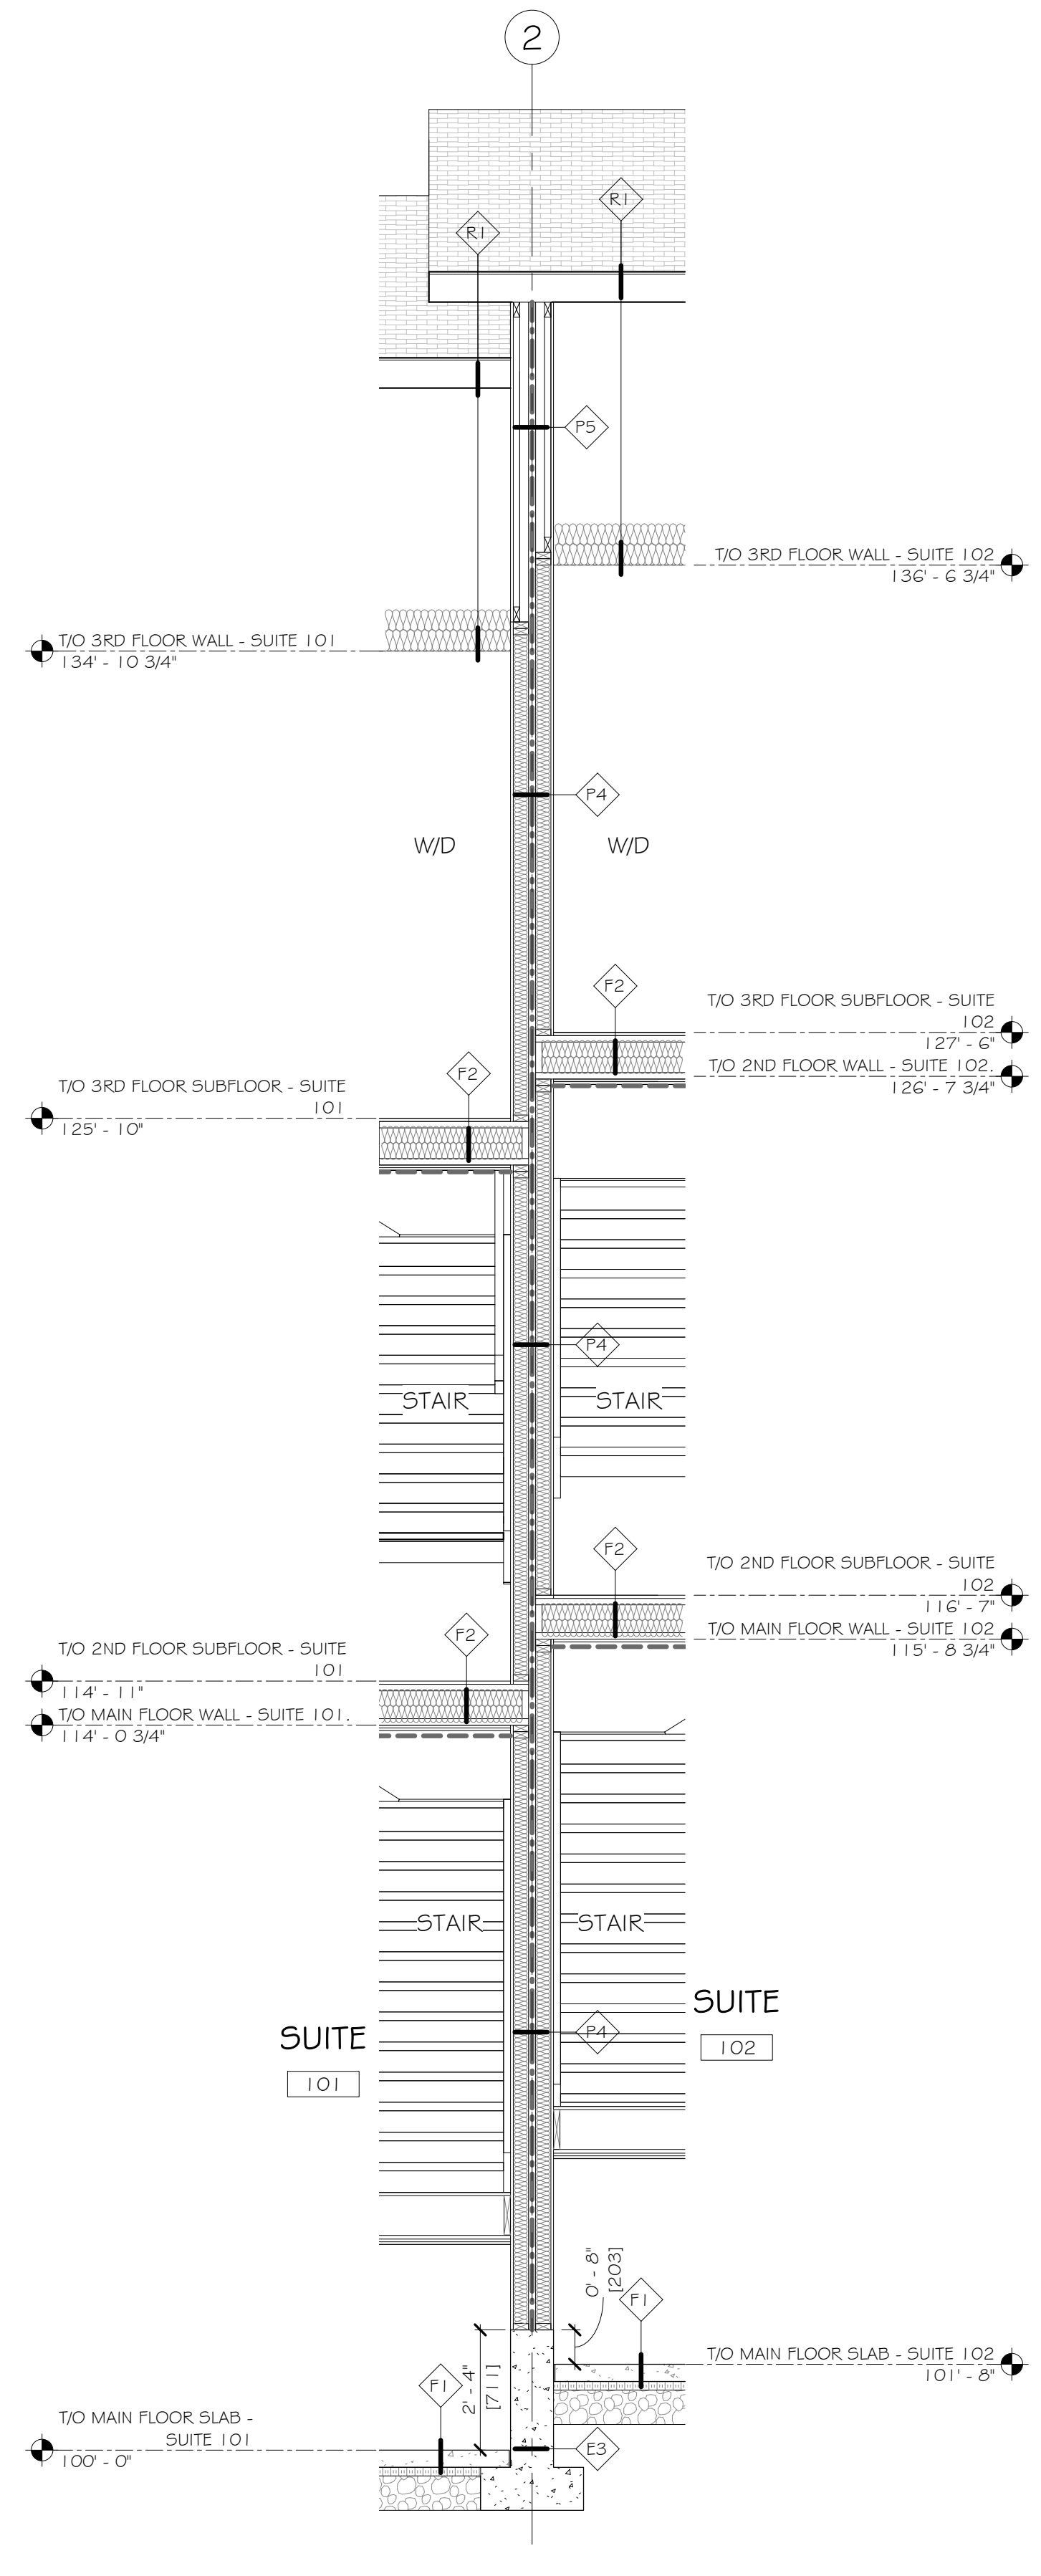 2
R1
R1
P5
T/O 3RD FLOOR WALL - SUITE 102
136' - 6 3/4"
T/O 3RD FLOOR WALL - SUITE 101
134' - 10 3/4"
P4
W/D
W/D
F2
T/O 3RD FLOOR SUBFLOOR - SUITE
102
127' - 6"
T/O 2ND FLOOR WALL - SUITE 102.
126' - 7 3/4"
F2
T/O 3RD FLOOR SUBFLOOR - SUITE
101
125' - 10"
P4
STAIR
STAIR
F2
T/O 2ND FLOOR SUBFLOOR - SUITE
102
116' - 7"
T/O MAIN FLOOR WALL - SUITE 102
115' - 8 3/4"
F2
T/O 2ND FLOOR SUBFLOOR - SUITE
101
114' - 11"
T/O MAIN FLOOR WALL - SUITE 101.
114' - 0 3/4"
STAIR
STAIR
SUITE
102
P4
SUITE
101
0' - 8"
[203]
F1
T/O MAIN FLOOR SLAB - SUITE 102
101' - 8"
2' - 4"
[711]
F1
T/O MAIN FLOOR SLAB -
SUITE 101
100' - 0"
E3